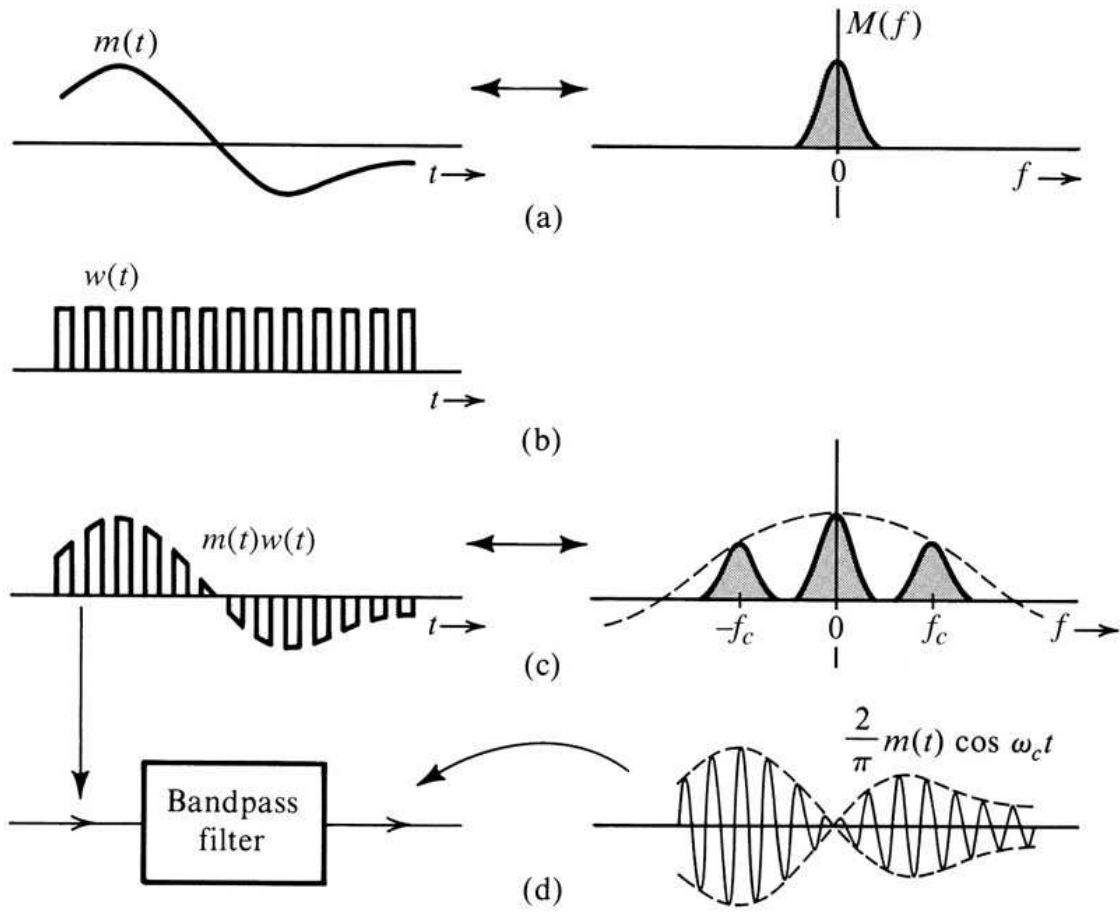 m(t)
M(f)
t
0
f
(a)
w(t)
t
(b)
m(t)w(t)
t
−f_c
0
f_c
f
(c)
Bandpass
filter
2/π m(t) cos ω_c t
(d)